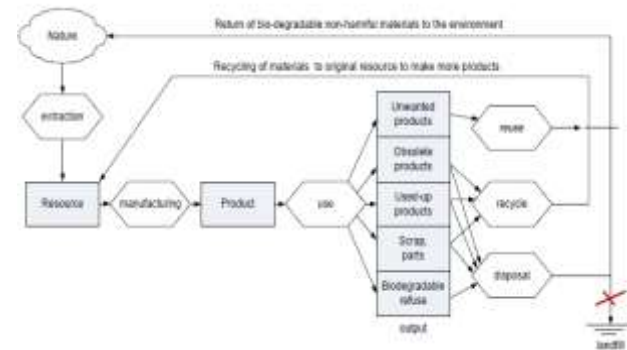 Return of bio-degradable non-harmful materials to the environment
Nature
Recycling of materials to original resource to make more products
extraction
Unwanted
products
reuse
Obsolete
products
Resource
manufacturing
Product
use
Used-up
products
recycle
Scrap,
parts
disposal
Biodegradable
refuse
output
landfill